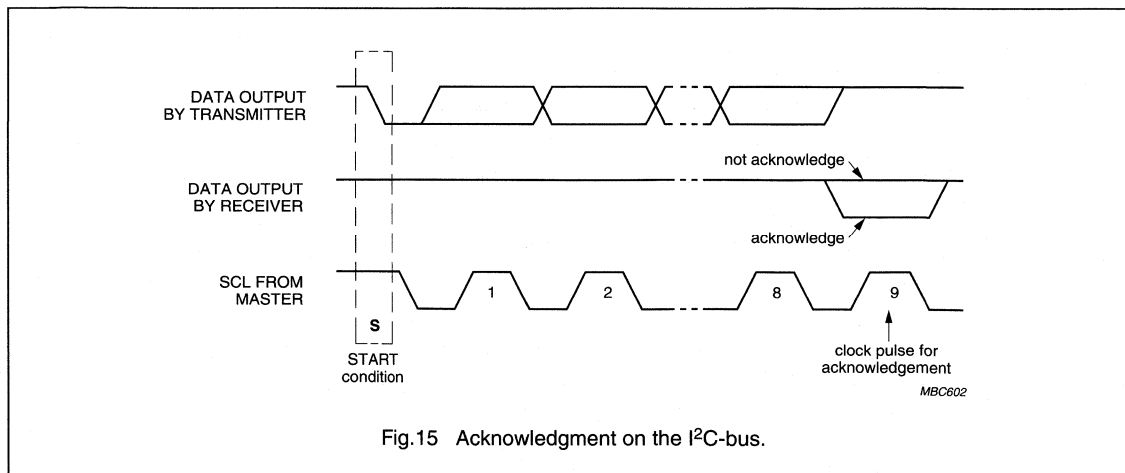 DATA OUTPUT
BY TRANSMITTER
not acknowledge
DATA OUTPUT
BY RECEIVER
acknowledge
SCL FROM
MASTER
1
2
8
9
S
START
condition
clock pulse for
acknowledgement
MBC602
Fig.15 Acknowledgment on the I²C-bus.